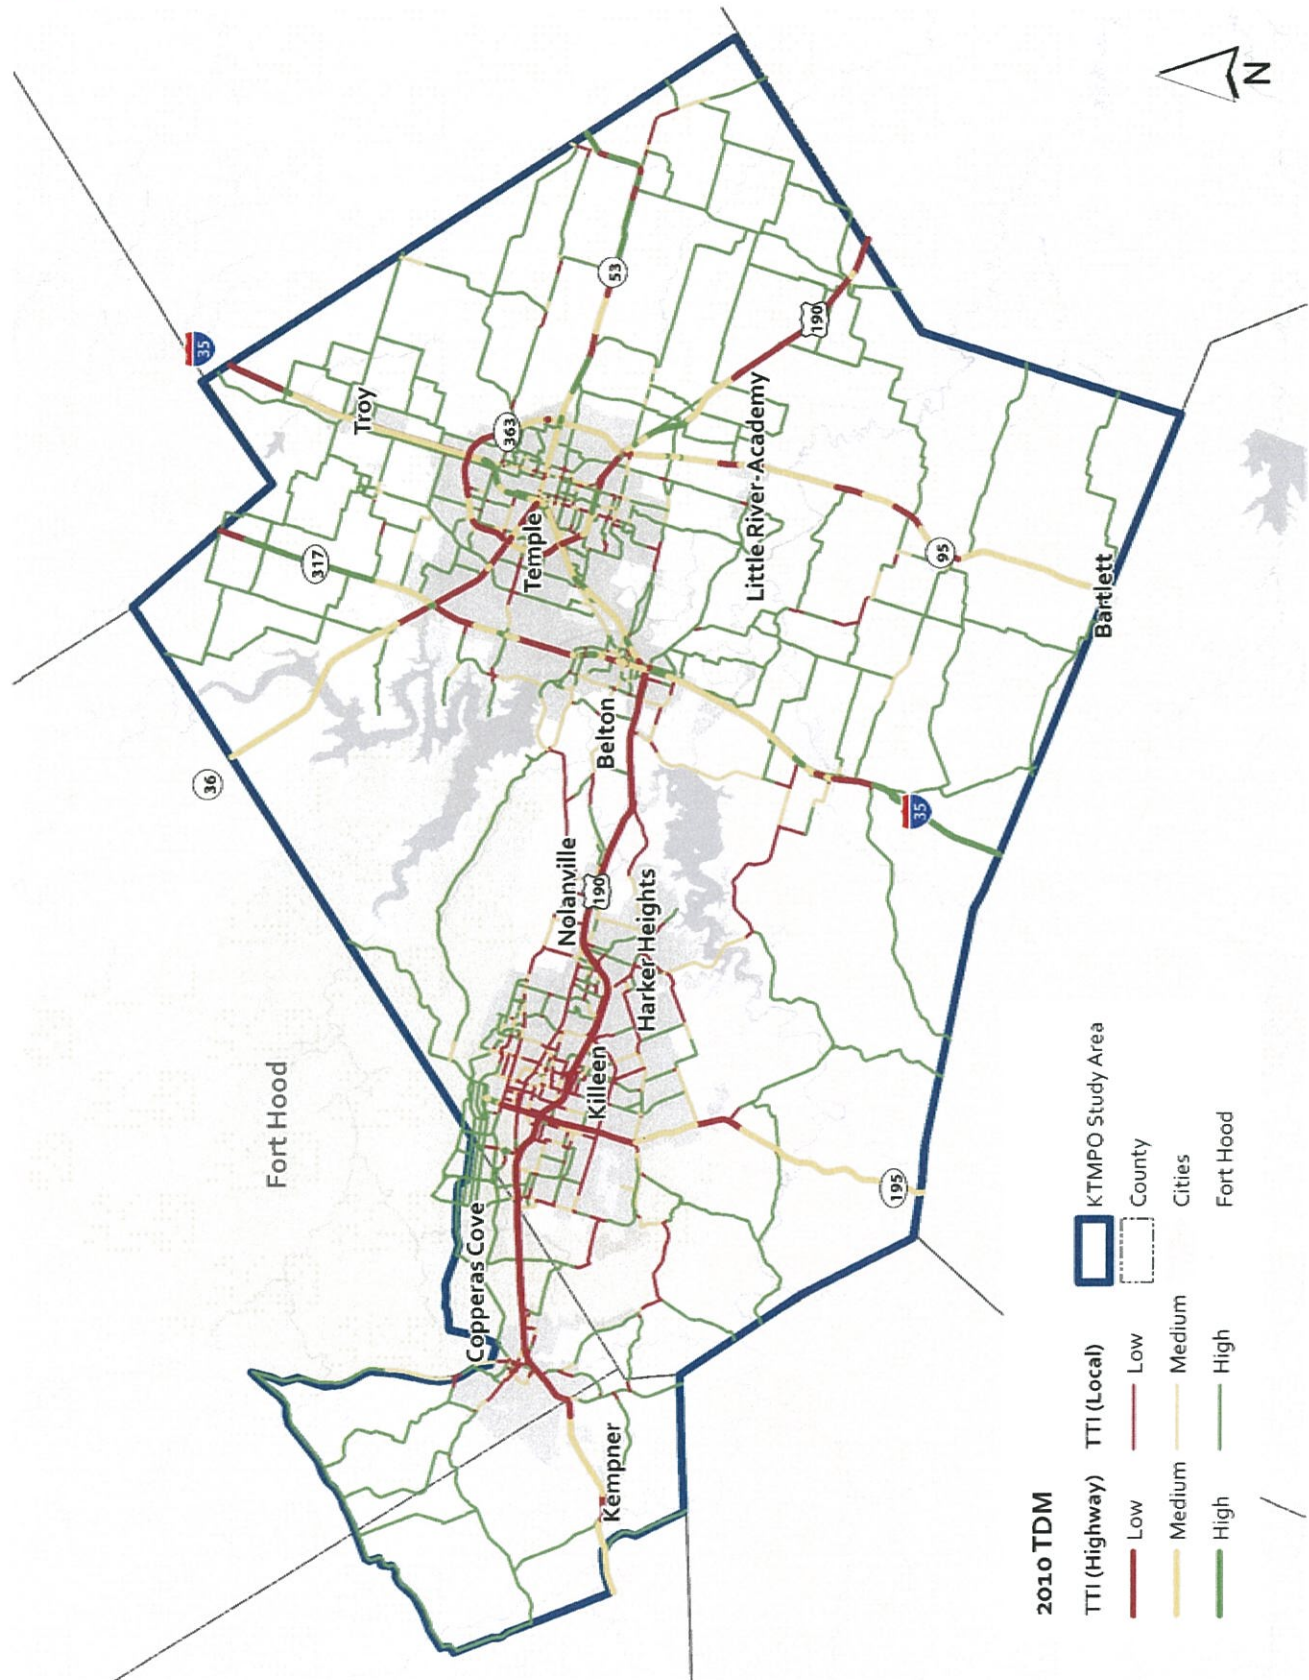 Fort Hood
36
317
35
Troy
363
53
Temple
Belton
Nolanville
190
Harker Heights
Killeen
Copperas Cove
Kempner
Little River-Academy
190
95
Bartlett
35
195
N
2010 TDM
TTI (Highway)
Low
Medium
High
TTI (Local)
Low
Medium
High
KTMPO Study Area
County
Cities
Fort Hood